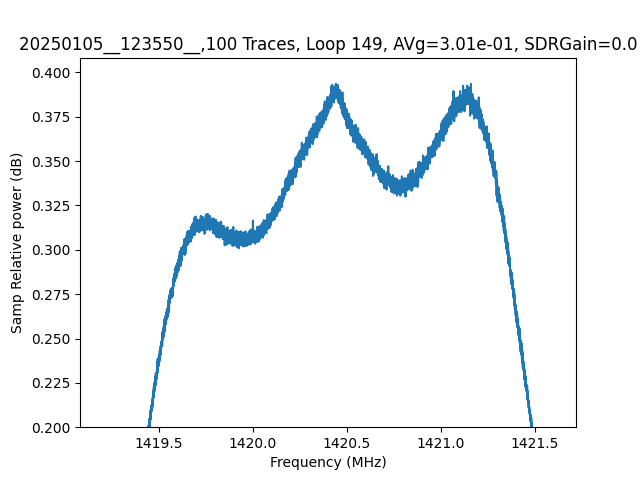 20250105__123550__,100 Traces, Loop 149, AVg=3.01e-01, SDRGain=0.0
0.400
0.375
0.350
0.325
0.300
0.275
0.250
0.225
0.200
Samp Relative power (dB)
1419.5 1420.0 1420.5 1421.0 1421.5
Frequency (MHz)